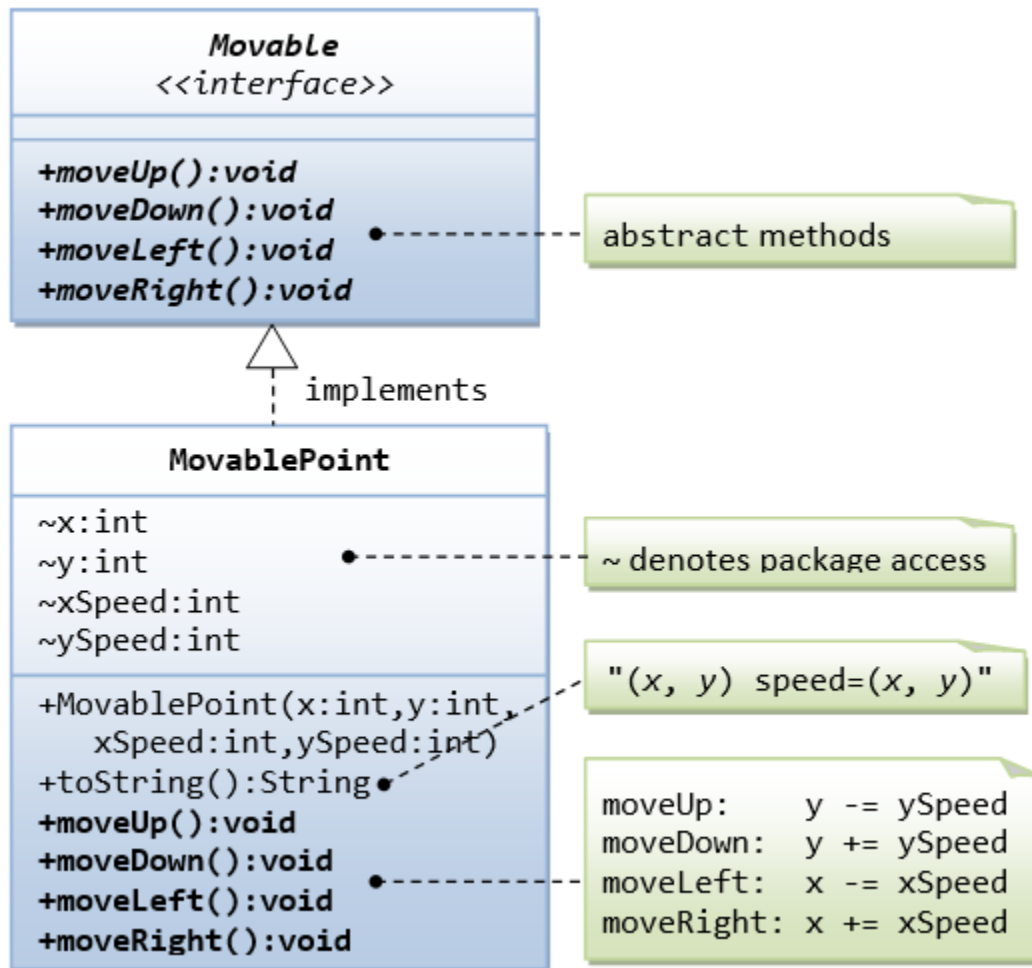 Movable
<<interface>>
+moveUp():void
+moveDown():void
+moveLeft():void
+moveRight():void
abstract methods
implements
MovablePoint
~x:int
~y:int
~xSpeed:int
~ySpeed:int
~ denotes package access
+MovablePoint(x:int,y:int,
xSpeed:int,ySpeed:int)
+toString():String
+moveUp():void
+moveDown():void
+moveLeft():void
+moveRight():void
"(x, y) speed=(x, y)"
moveUp: y -= ySpeed
moveDown: y += ySpeed
moveLeft: x -= xSpeed
moveRight: x += xSpeed